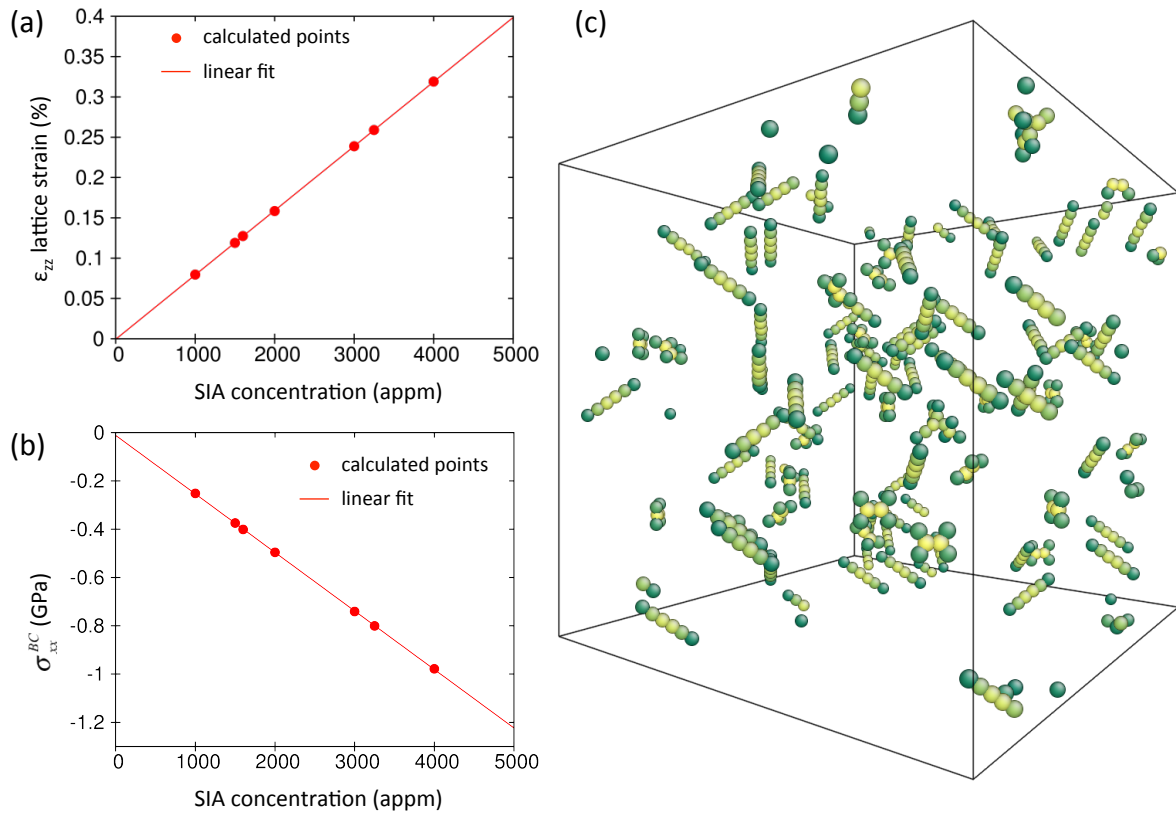 (a)
0.4
0.35
0.3
0.25
0.2
0.15
0.1
0.05
0
calculated points
linear fit
ε_zz lattice strain (%)
0 1000 2000 3000 4000 5000
SIA concentration (appm)
(b)
0
-0.2
-0.4
-0.6
-0.8
-1
-1.2
calculated points
linear fit
σ_xx^BC (GPa)
0 1000 2000 3000 4000 5000
SIA concentration (appm)
(c)